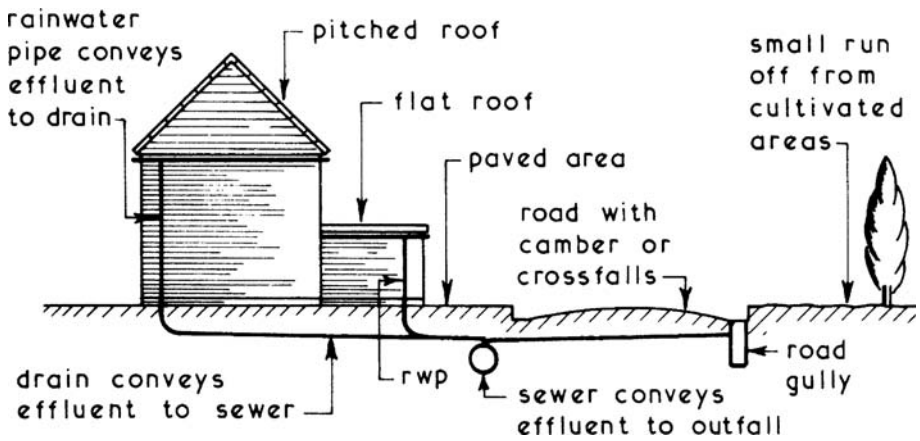 rainwater
pipe conveys
effluent
to drain
pitched roof
flat roof
paved area
road with
camber or
crossfalls
small run
off from
cultivated
areas
drain conveys
effluent to sewer
rwp
sewer conveys
effluent to outfall
road
gully